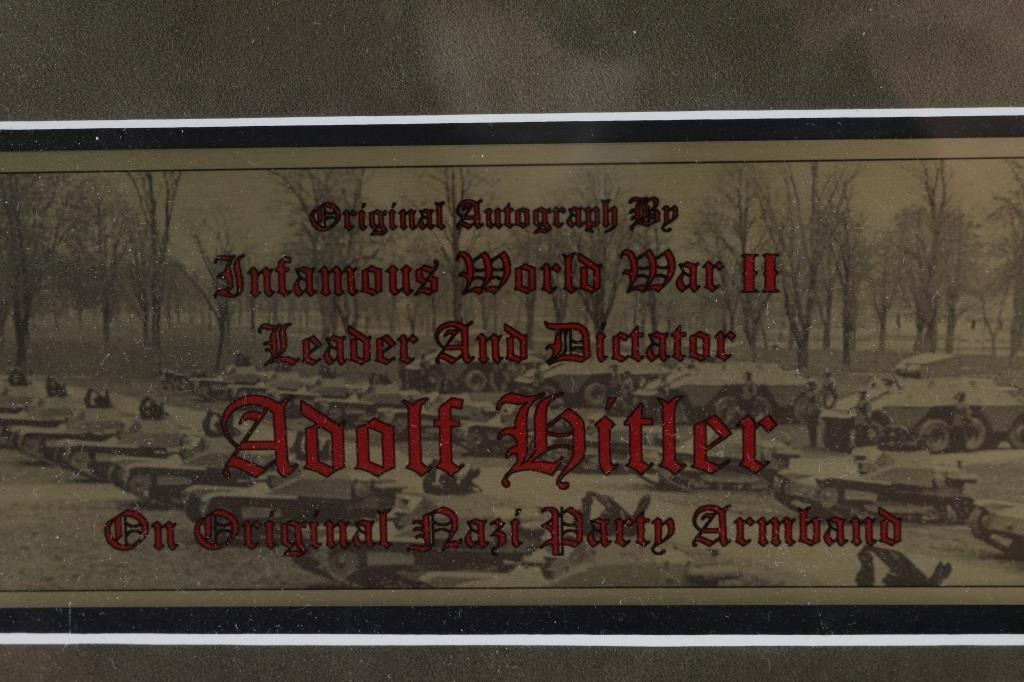 Original Autograph By
Infamous World War II
Leader And Dictator
Adolf Hitler
On Original Nazi Party Armband